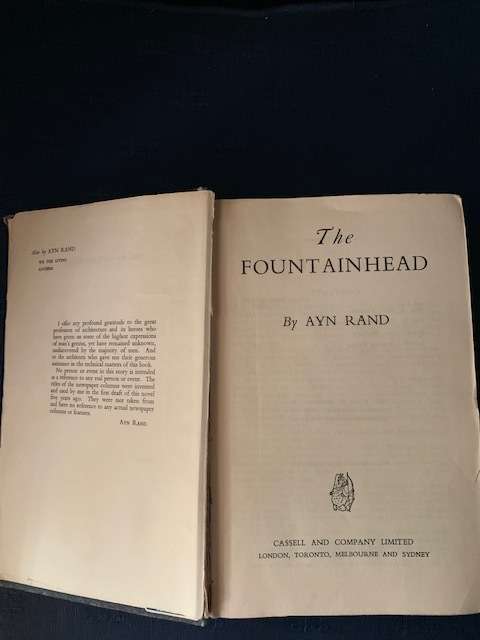 Also by AYN RAND
WE THE LIVING
ANTHEM
I offer my profound gratitude to the great
profession of architecture and its heroes who
have given us some of the highest expressions
of man's genius, yet have remained unknown,
undiscovered by the majority of men. And
to the architects who gave me their generous
assistance in the technical matters of this book.
No person or event in this story is intended
as a reference to any real person or event. The
titles of the newspaper columns were invented
and used by me in the first draft of this novel
five years ago. They were not taken from
and have no reference to any actual newspaper
columns or features.
AYN RAND
The
FOUNTAINHEAD
By AYN RAND
CASSELL AND COMPANY LIMITED
LONDON, TORONTO, MELBOURNE AND SYDNEY